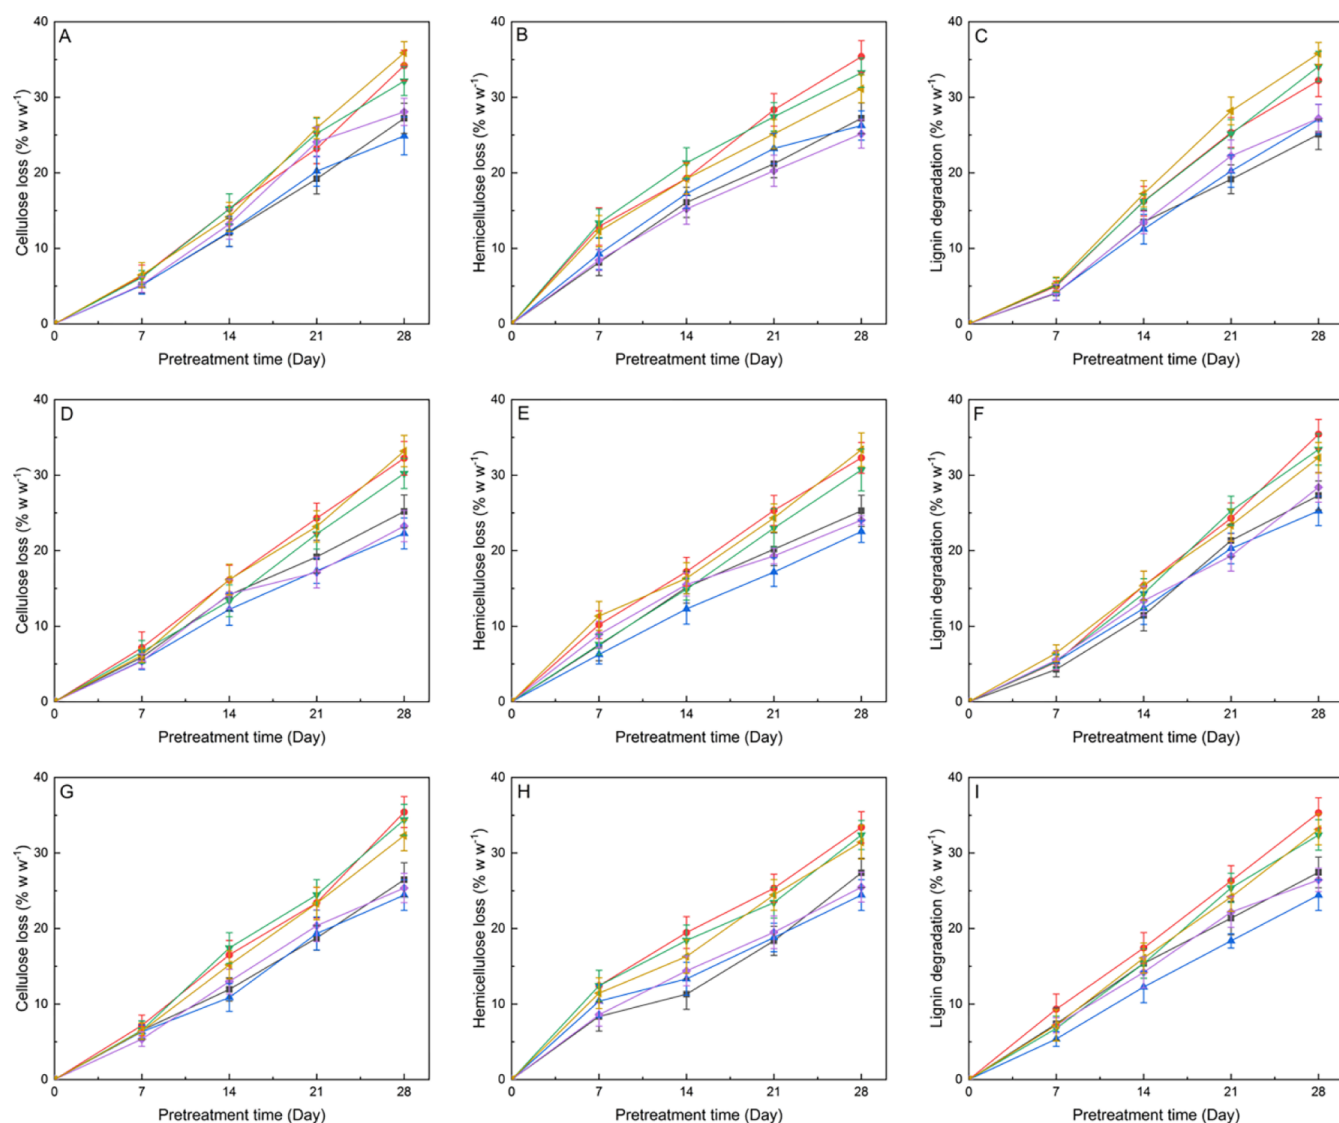 A
Cellulose loss (% w w⁻¹)
40
30
20
10
0
0 7 14 21 28
Pretreatment time (Day)
B
Hemicellulose loss (% w w⁻¹)
40
30
20
10
0
0 7 14 21 28
Pretreatment time (Day)
C
Lignin degradation (% w w⁻¹)
40
30
20
10
0
0 7 14 21 28
Pretreatment time (Day)
D
Cellulose loss (% w w⁻¹)
40
30
20
10
0
0 7 14 21 28
Pretreatment time (Day)
E
Hemicellulose loss (% w w⁻¹)
40
30
20
10
0
0 7 14 21 28
Pretreatment time (Day)
F
Lignin degradation (% w w⁻¹)
40
30
20
10
0
0 7 14 21 28
Pretreatment time (Day)
G
Cellulose loss (% w w⁻¹)
40
30
20
10
0
0 7 14 21 28
Pretreatment time (Day)
H
Hemicellulose loss (% w w⁻¹)
40
30
20
10
0
0 7 14 21 28
Pretreatment time (Day)
I
Lignin degradation (% w w⁻¹)
40
30
20
10
0
0 7 14 21 28
Pretreatment time (Day)